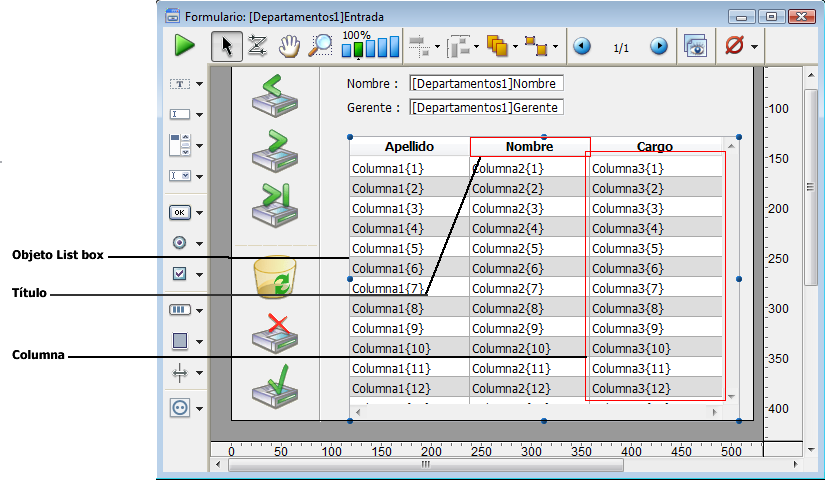 Formulario: [Departamentos1]Entrada
100%
1/1
Nombre : [Departamentos1]Nombre
Gerente : [Departamentos1]Gerente
Apellido Nombre Cargo
Columna1{1} Columna2{1} Columna3{1}
Columna1{2} Columna2{2} Columna3{2}
Columna1{3} Columna2{3} Columna3{3}
Columna1{4} Columna2{4} Columna3{4}
Columna1{5} Columna2{5} Columna3{5}
Objeto List box
Columna1{6} Columna2{6} Columna3{6}
Título
Columna1{7} Columna2{7} Columna3{7}
Columna1{8} Columna2{8} Columna3{8}
Columna1{9} Columna2{9} Columna3{9}
Columna
Columna1{10} Columna2{10} Columna3{10}
Columna1{11} Columna2{11} Columna3{11}
Columna1{12} Columna2{12} Columna3{12}
OK
100
150
200
250
300
350
400
0 50 100 150 200 250 300 350 400 450 500